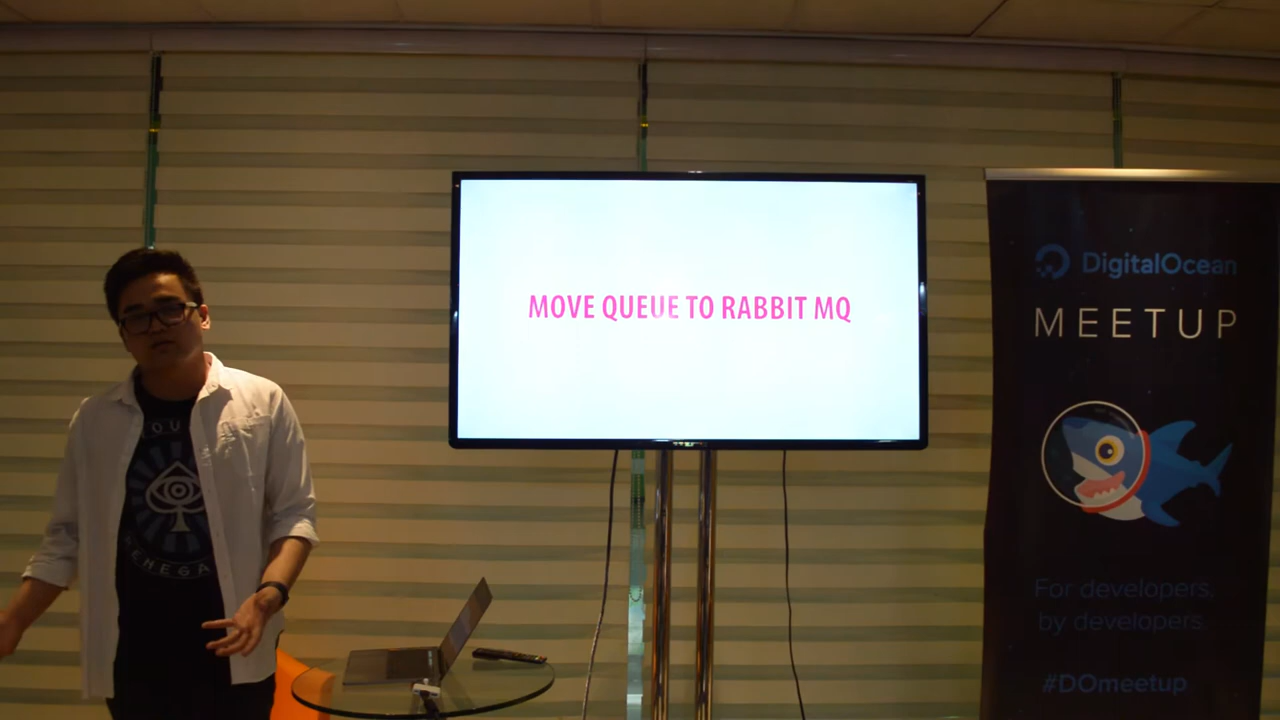 MOVE QUEUE TO RABBIT MQ
DigitalOcean
MEETUP
For developers,
by developers.
#DOmeetup